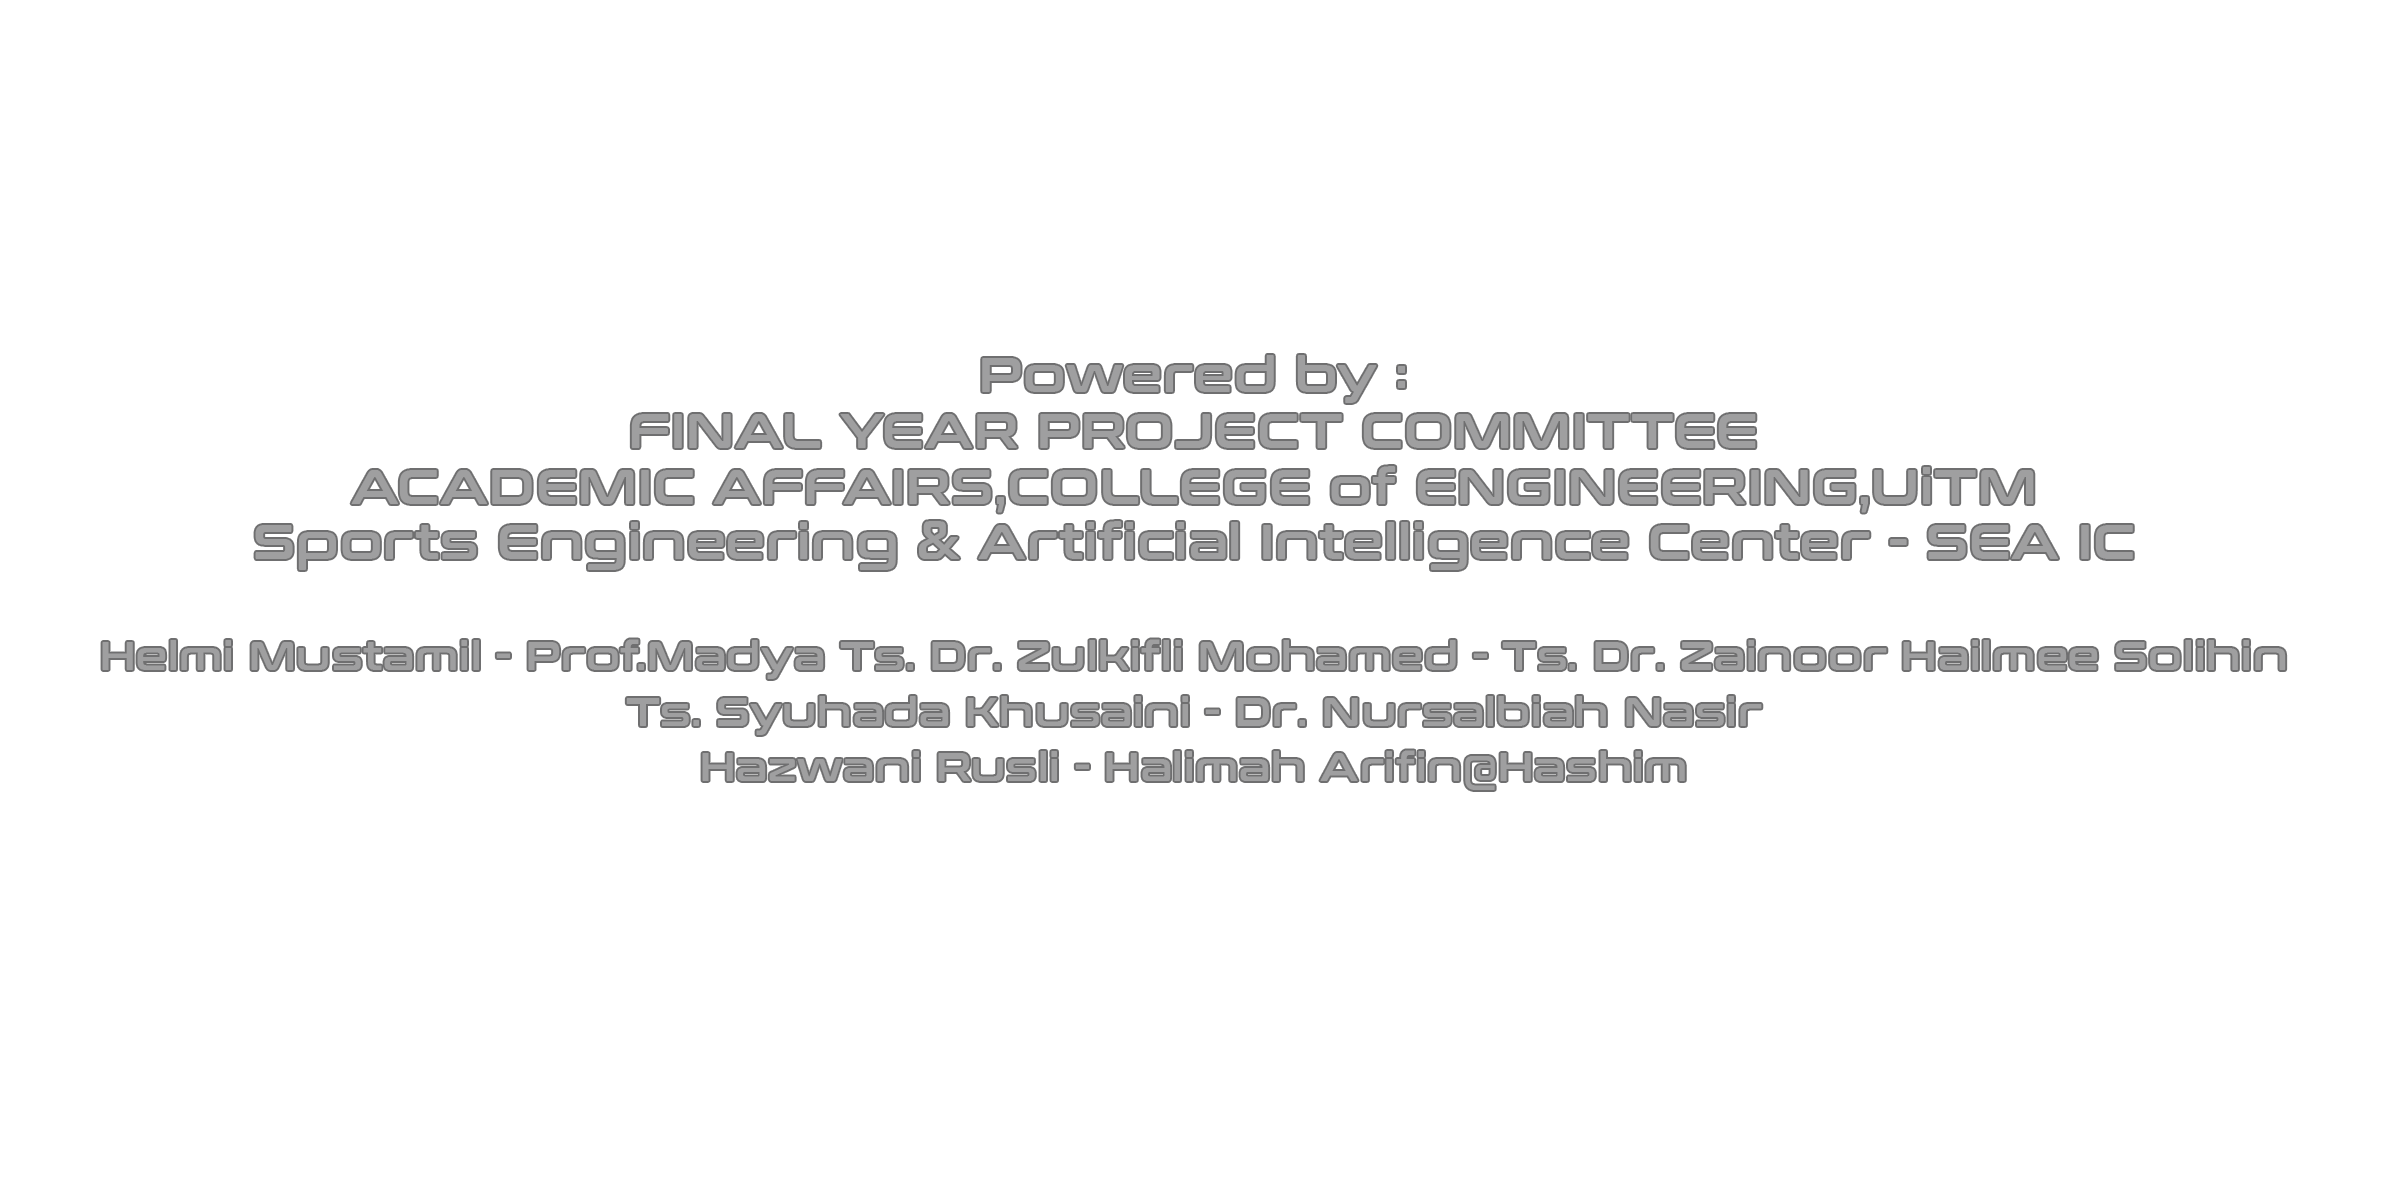 Powered by :
FINAL YEAR PROJECT COMMITTEE
ACADEMIC AFFAIRS,COLLEGE of ENGINEERING,UiTM
Sports Engineering & Artificial Intelligence Center - SEA IC
Helmi Mustamil - Prof.Madya Ts. Dr. Zulkifli Mohamed - Ts. Dr. Zainoor Hailmee Solihin
Ts. Syuhada Khusaini - Dr. Nursalbiah Nasir
Hazwani Rusli - Halimah Arifin@Hashim